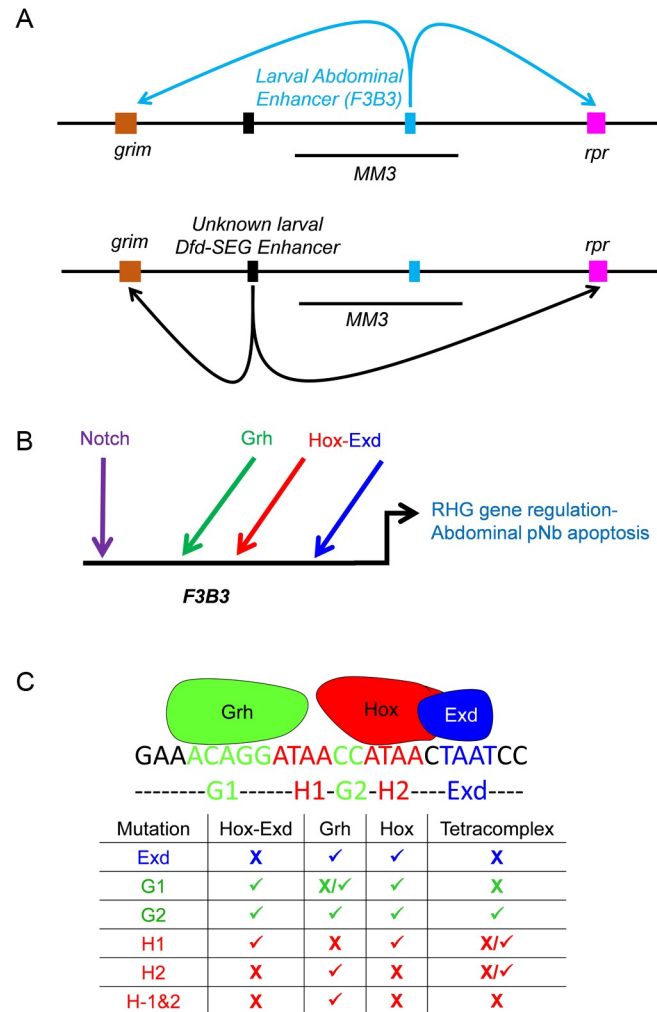 A
Larval Abdominal
Enhancer (F3B3)
grim
rpr
MM3
Unknown larval
Dfd-SEG Enhancer
grim
rpr
MM3
B
Notch
Grh
Hox-Exd
RHG gene regulation-
Abdominal pNb apoptosis
F3B3
C
Grh
Hox
Exd
GAAACAGGATAACCATAACTAATCC
--------G1------H1-G2-H2----Exd----
Mutation Hox-Exd Grh Hox Tetracomplex
Exd X ✓ ✓ X
G1 ✓ X/✓ ✓ X
G2 ✓ ✓ ✓ ✓
H1 ✓ X ✓ X/✓
H2 X ✓ X X/✓
H-1&2 X ✓ X X